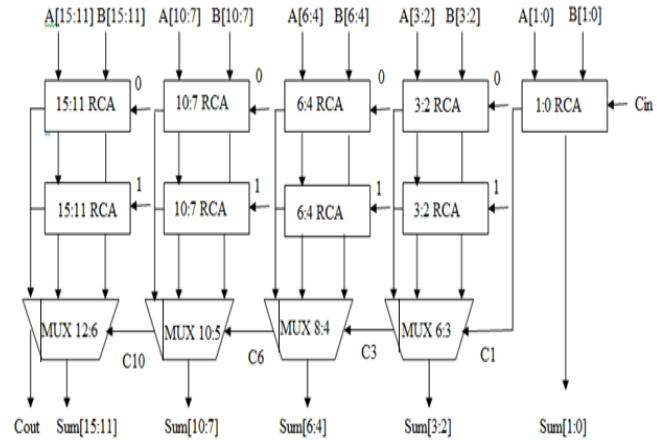 A[15:11] B[15:11] A[10:7] B[10:7] A[6:4] B[6:4] A[3:2] B[3:2] A[1:0] B[1:0]
0 0 0 0
15:11 RCA 10:7 RCA 6:4 RCA 3:2 RCA 1:0 RCA Cin
1 1 1 1
15:11 RCA 10:7 RCA 6:4 RCA 3:2 RCA
MUX 12:6 MUX 10:5 MUX 8:4 MUX 6:3
C10 C6 C3 C1
Cout Sum[15:11] Sum[10:7] Sum[6:4] Sum[3:2] Sum[1:0]